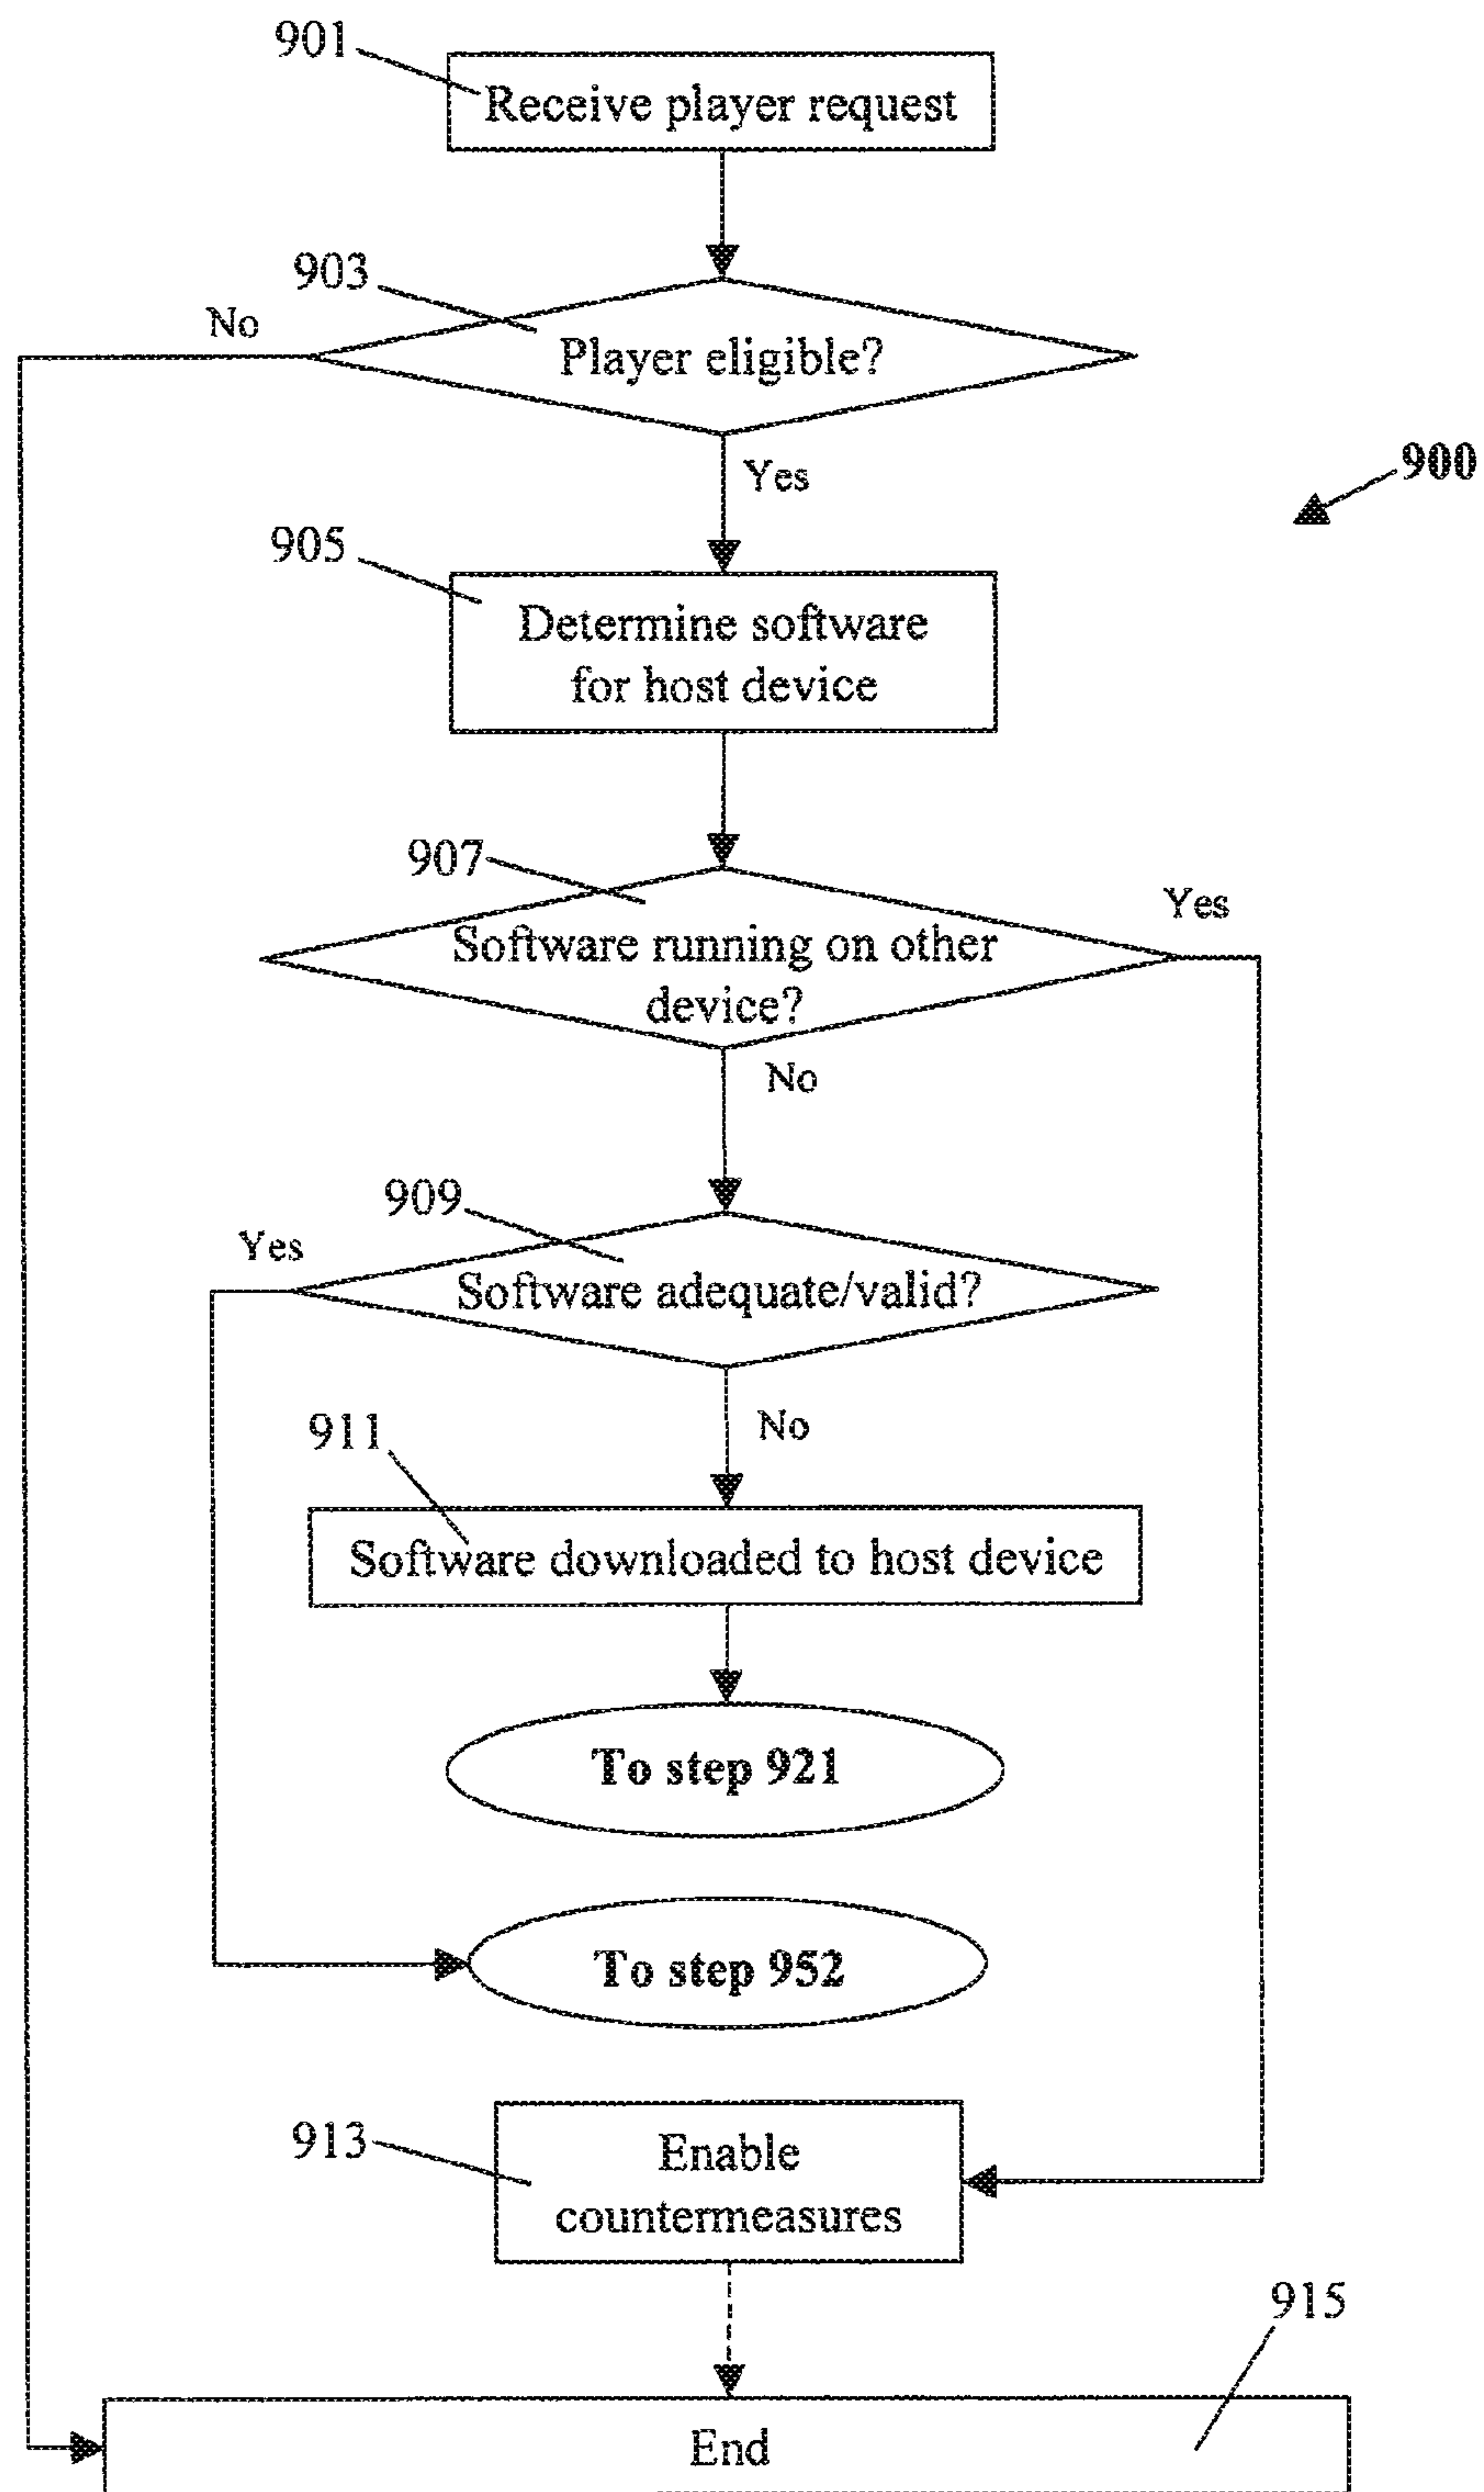 901
Receive player request
903
No
Player eligible?
Yes
900
905
Determine software
for host device
907
Yes
Software running on other
device?
No
909
Yes
Software adequate/valid?
No
911
Software downloaded to host device
To step 921
To step 952
913
Enable
countermeasures
915
End